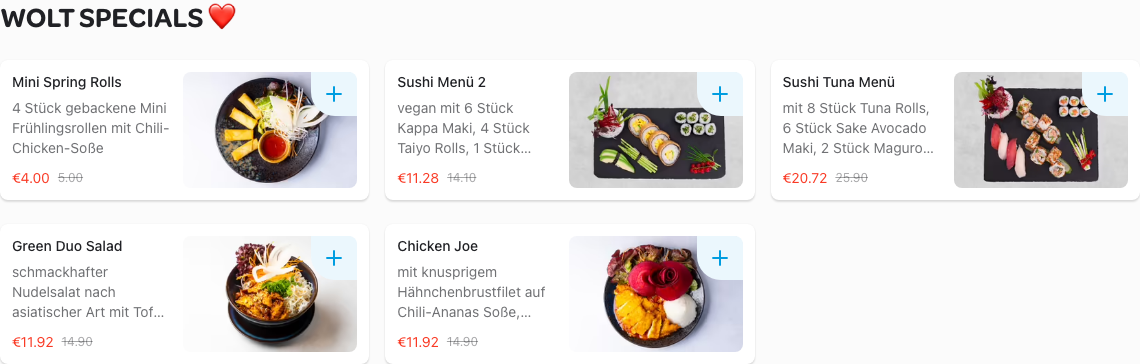 WOLT SPECIALS ❤️
Mini Spring Rolls
4 Stück gebackene Mini
Frühlingsrollen mit Chili-
Chicken-Soße
€4.00 5.00
Sushi Menü 2
vegan mit 6 Stück
Kappa Maki, 4 Stück
Taiyo Rolls, 1 Stück...
€11.28 14.10
Sushi Tuna Menü
mit 8 Stück Tuna Rolls,
6 Stück Sake Avocado
Maki, 2 Stück Maguro...
€20.72 25.90
Green Duo Salad
schmackhafter
Nudelsalat nach
asiatischer Art mit Tof...
€11.92 14.90
Chicken Joe
mit knusprigem
Hähnchenbrustfilet auf
Chili-Ananas Soße,...
€11.92 14.90